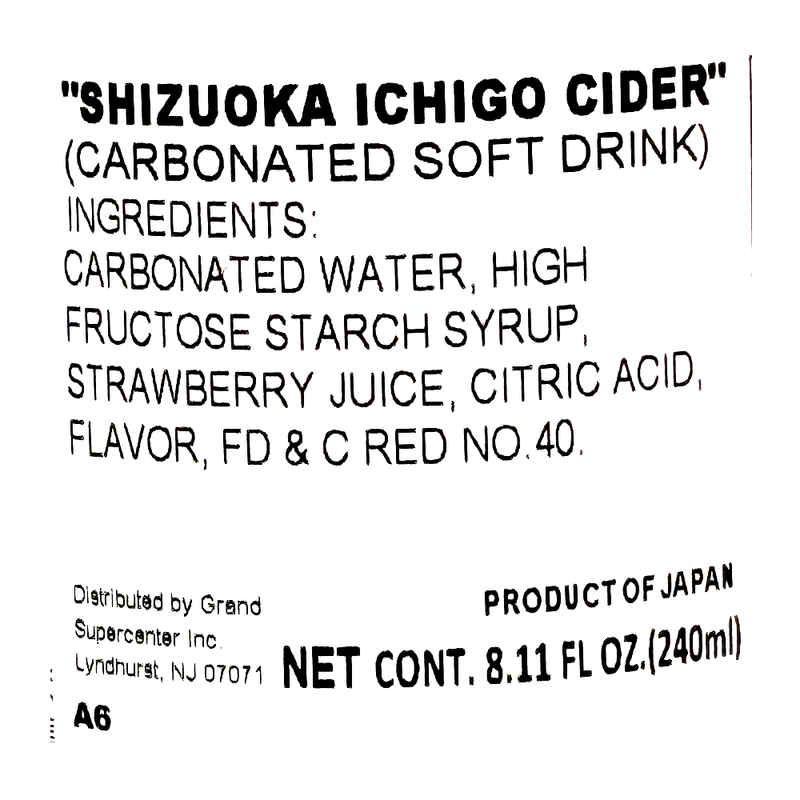 "SHIZUOKA ICHIGO CIDER"
(CARBONATED SOFT DRINK)
INGREDIENTS:
CARBONATED WATER, HIGH
FRUCTOSE STARCH SYRUP,
STRAWBERRY JUICE, CITRIC ACID,
FLAVOR, FD & C RED NO.40.
PRODUCT OF JAPAN
Distributed by Grand
Supercenter Inc.
Lyndhurst, NJ 07071
NET CONT. 8.11 FL OZ.(240ml)
A6